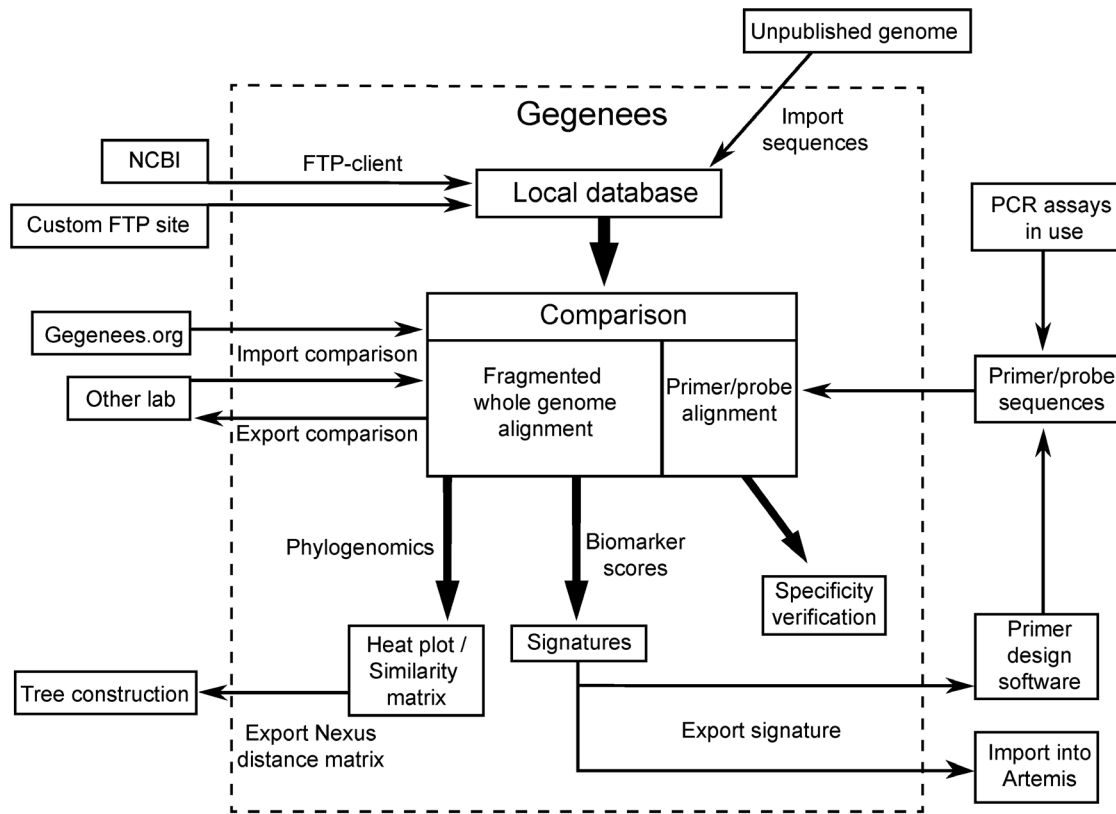 Unpublished genome
Gegenees
Import
sequences
NCBI
FTP-client
Local database
Custom FTP site
PCR assays
in use
Comparison
Gegenees.org
Import comparison
Fragmented
whole genome
alignment
Primer/probe
alignment
Primer/probe
sequences
Other lab
Export comparison
Phylogenomics
Biomarker
scores
Specificity
verification
Heat plot /
Similarity
matrix
Signatures
Primer
design
software
Tree construction
Export Nexus
distance matrix
Export signature
Import into
Artemis